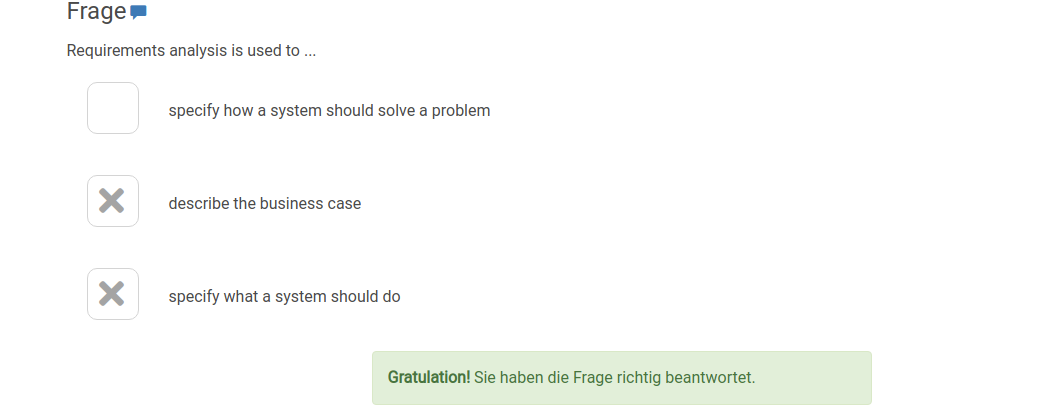 Frage
Requirements analysis is used to ...
specify how a system should solve a problem
describe the business case
specify what a system should do
Gratulation! Sie haben die Frage richtig beantwortet.